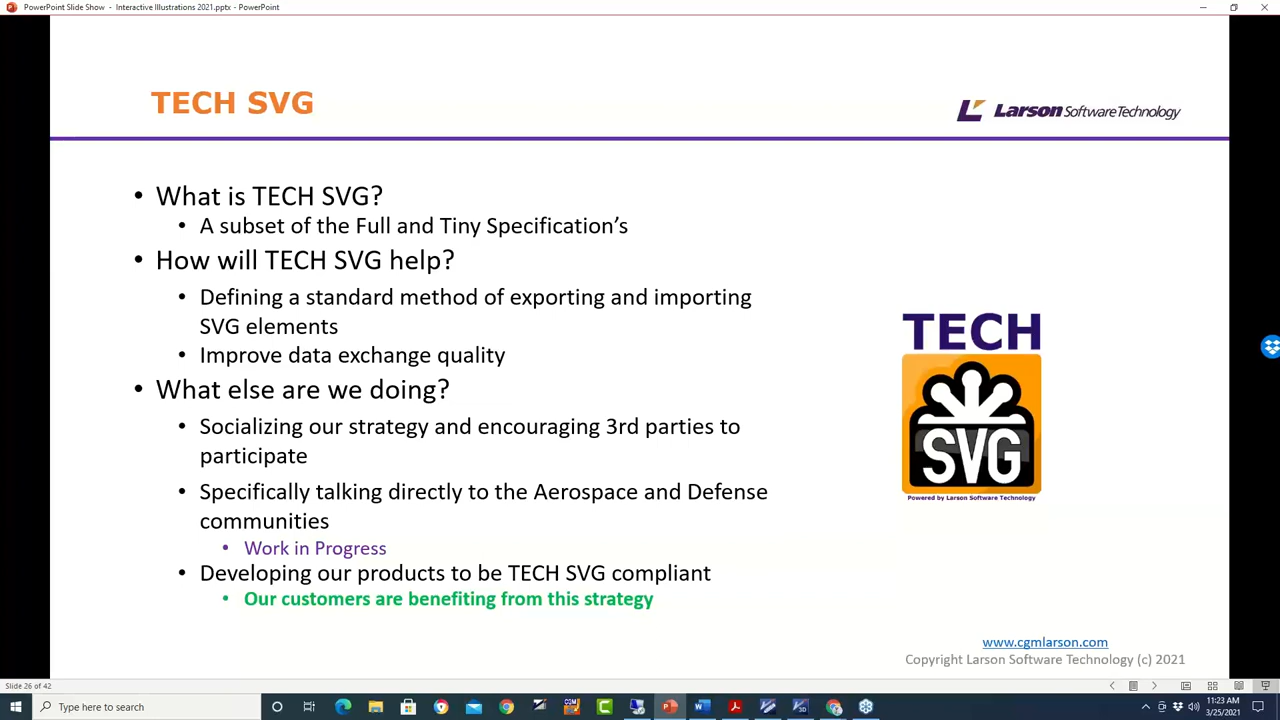 PowerPoint Slide Show - Interactive Illustrations 2021.pptx - PowerPoint
TECH SVG
Larson Software Technology
• What is TECH SVG?
• A subset of the Full and Tiny Specification's
• How will TECH SVG help?
• Defining a standard method of exporting and importing
SVG elements
• Improve data exchange quality
• What else are we doing?
• Socializing our strategy and encouraging 3rd parties to
participate
• Specifically talking directly to the Aerospace and Defense
communities
• Work in Progress
• Developing our products to be TECH SVG compliant
• Our customers are benefiting from this strategy
TECH
SVG
Powered by Larson Software Technology
www.cgmlarson.com
Copyright Larson Software Technology (c) 2021
Slide 26 of 42
Type here to search
11:23 AM
3/25/2021